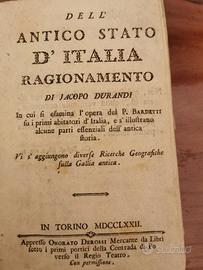 DELL'
ANTICO STATO
D' ITALIA
RAGIONAMENTO
DI JACOPO DURANDI
In cui si esamina l'opera del P. BARDETTI
su i primi abitatori d'Italia, e s'illustrano
alcune parti essenziali dell'antica
storia.
Vi s'aggiungono diverse Ricerche Geografiche
sulla Gallia antica.
IN TORINO MDCCLXXII.
Appresso ONORATO DEROSSI Mercante da Libri
sotto i primi portici della Contrada di Po
verso il Regio Teatro,
Con permissione.
subito